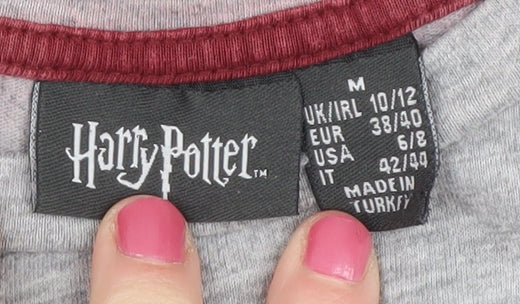 Harry Potter™
M
UK/IRL 10/12
EUR 38/40
USA 6/8
IT 42/44
MADE IN
TURKEY